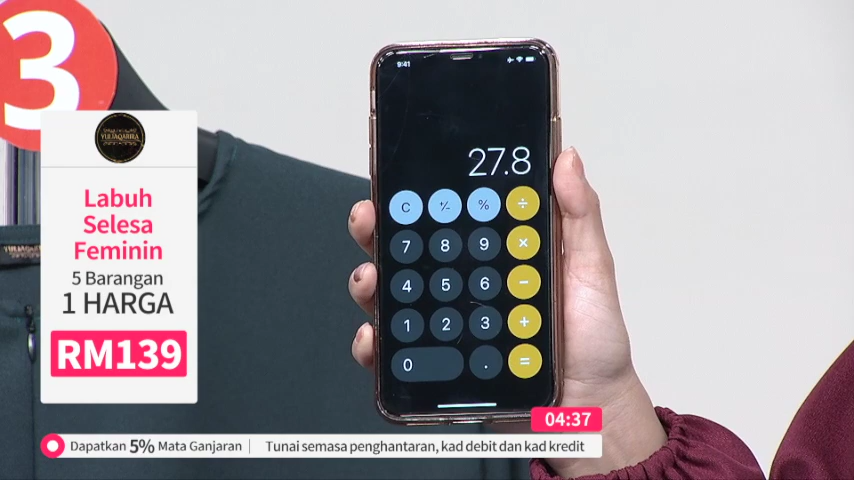 3
YULIAQABILA
Labuh
Selesa
Feminin
5 Barangan
1 HARGA
RM139
9:41
27.8
C +/- % ÷
7 8 9 ×
4 5 6 −
1 2 3 +
0 . =
04:37
Dapatkan 5% Mata Ganjaran | Tunai semasa penghantaran, kad debit dan kad kredit